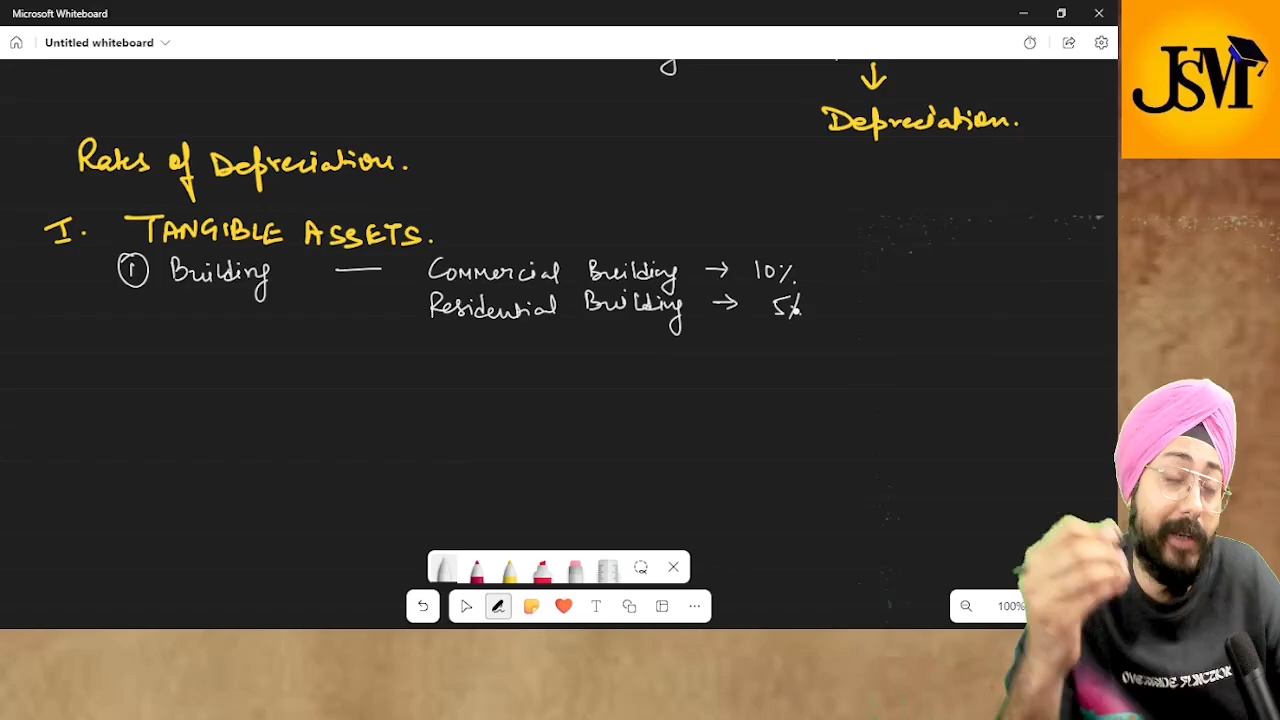 Microsoft Whiteboard
Untitled whiteboard
JSM
Depreciation.
Rates of Depreciation.
I. TANGIBLE ASSETS.
① Building — Commercial Building → 10%.
Residential Building → 5%.
100%